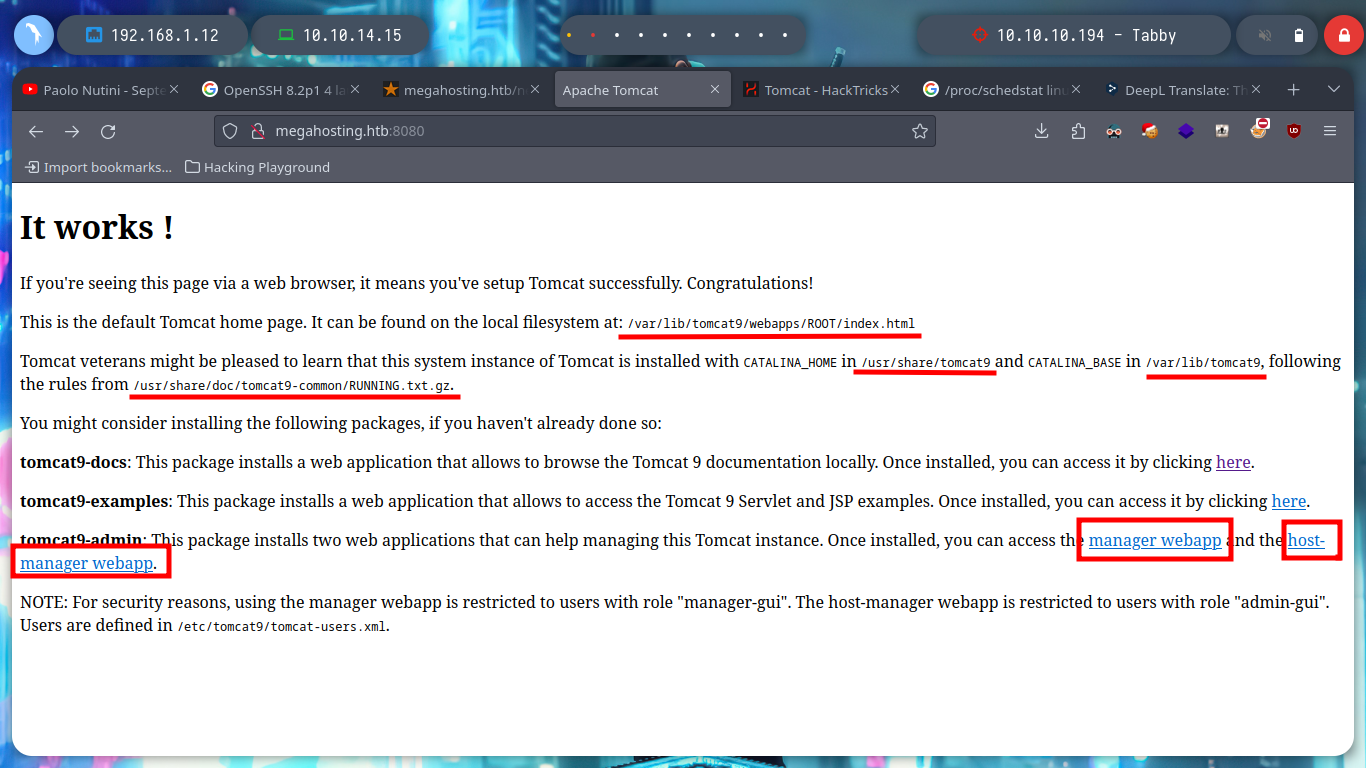 192.168.1.12
10.10.14.15
10.10.10.194 - Tabby
Paolo Nutini - Septe
OpenSSH 8.2p1 4
megahosting.htb/n
Apache Tomcat
Tomcat - HackTricks
/proc/schedstat linu
DeepL Translate: Th
megahosting.htb:8080
Import bookmarks...
Hacking Playground
It works !
If you're seeing this page via a web browser, it means you've setup Tomcat successfully. Congratulations!
This is the default Tomcat home page. It can be found on the local filesystem at: /var/lib/tomcat9/webapps/ROOT/index.html
Tomcat veterans might be pleased to learn that this system instance of Tomcat is installed with CATALINA_HOME in /usr/share/tomcat9 and CATALINA_BASE in /var/lib/tomcat9, following
the rules from /usr/share/doc/tomcat9-common/RUNNING.txt.gz.
You might consider installing the following packages, if you haven't already done so:
tomcat9-docs: This package installs a web application that allows to browse the Tomcat 9 documentation locally. Once installed, you can access it by clicking here.
tomcat9-examples: This package installs a web application that allows to access the Tomcat 9 Servlet and JSP examples. Once installed, you can access it by clicking here.
tomcat9-admin: This package installs two web applications that can help managing this Tomcat instance. Once installed, you can access the manager webapp and the host-
manager webapp.
NOTE: For security reasons, using the manager webapp is restricted to users with role "manager-gui". The host-manager webapp is restricted to users with role "admin-gui".
Users are defined in /etc/tomcat9/tomcat-users.xml.